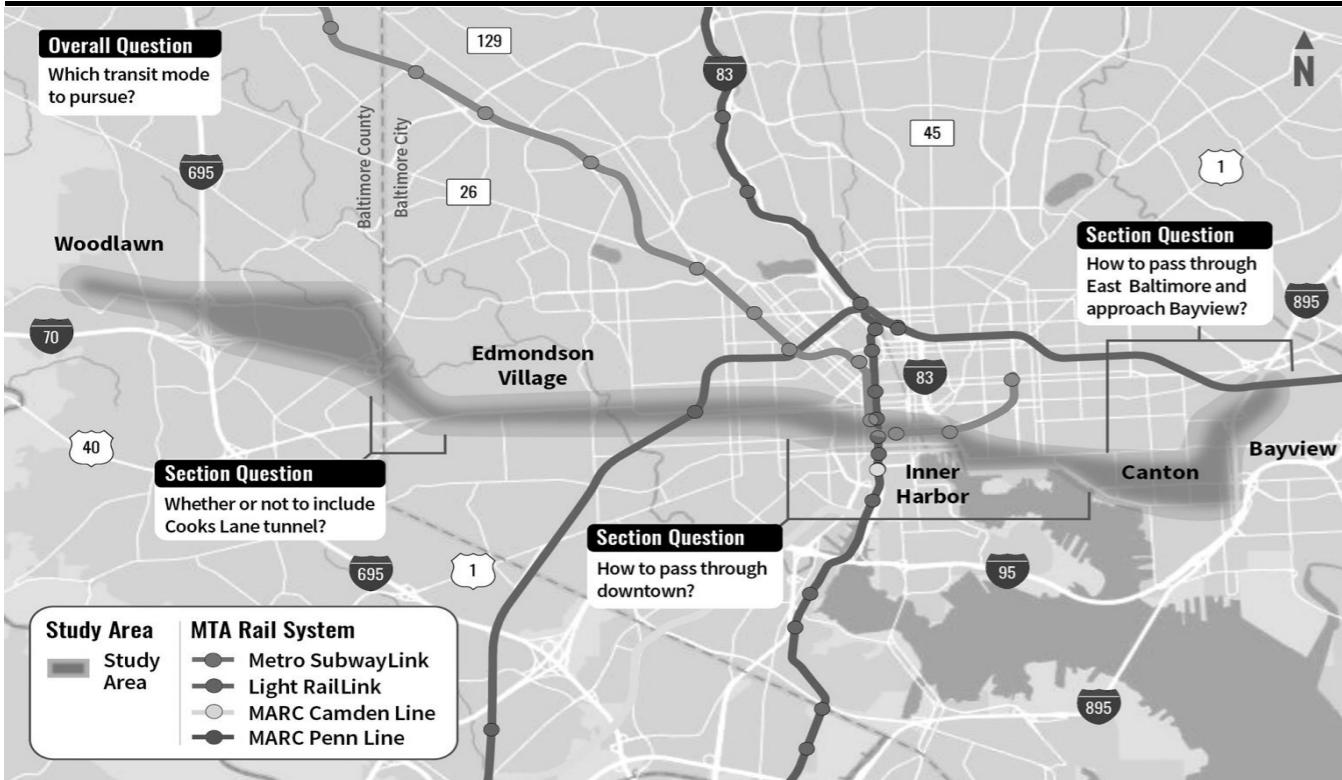 Overall Question
Which transit mode
to pursue?
129
83
N
45
695
Baltimore County
Baltimore City
26
1
Woodlawn
Section Question
How to pass through
East Baltimore and
approach Bayview?
895
70
Edmondson
Village
83
40
Section Question
Whether or not to include
Cooks Lane tunnel?
Inner
Harbor
Canton
Bayview
Section Question
How to pass through
downtown?
695
1
95
895
Study Area
Study
Area
MTA Rail System
Metro SubwayLink
Light RailLink
MARC Camden Line
MARC Penn Line